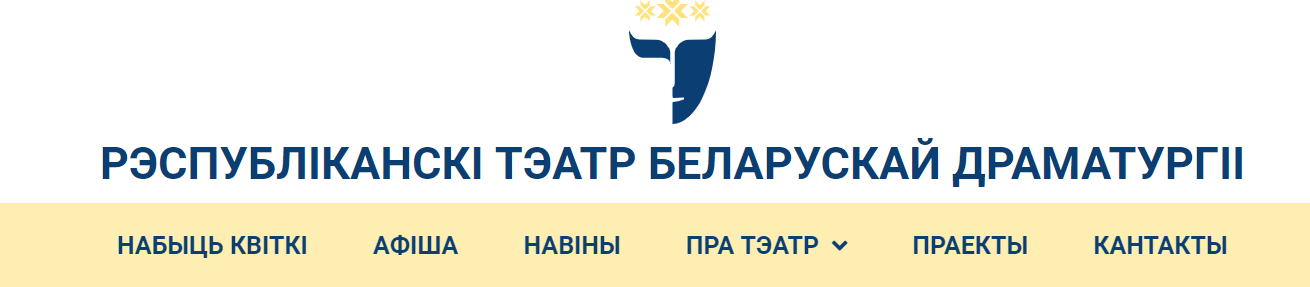 РЭСПУБЛІКАНСКІ ТЭАТР БЕЛАРУСКАЙ ДРАМАТУРГІІ
НАБЫЦЬ КВІТКІ АФІША НАВІНЫ ПРА ТЭАТР ПРАЕКТЫ КАНТАКТЫ